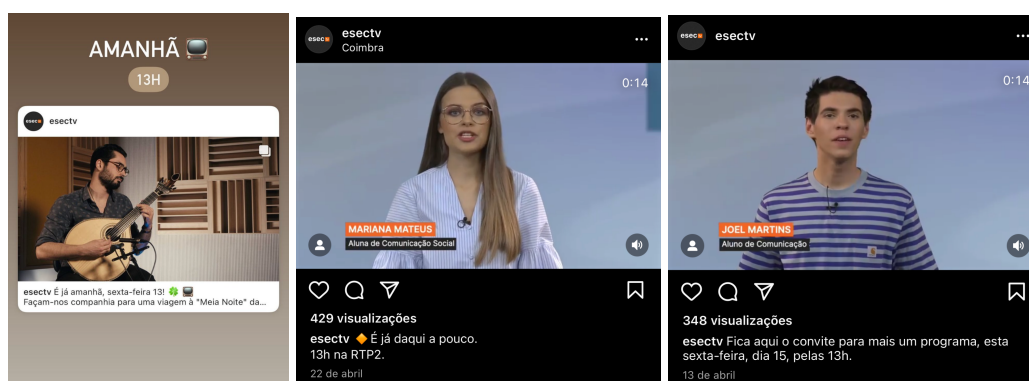 AMANHÃ
13H
esec
esectv
esectv É já amanhã, sexta-feira 13! 🍀 📺
Façam-nos companhia para uma viagem à "Meia Noite" da...
esec
esectv
Coimbra
0:14
MARIANA MATEUS
Aluna de Comunicação Social
429 visualizações
esectv 🔶 É já daqui a pouco.
13h na RTP2.
22 de abril
esec
esectv
0:14
JOEL MARTINS
Aluno de Comunicação
348 visualizações
esectv Fica aqui o convite para mais um programa, esta
sexta-feira, dia 15, pelas 13h.
13 de abril